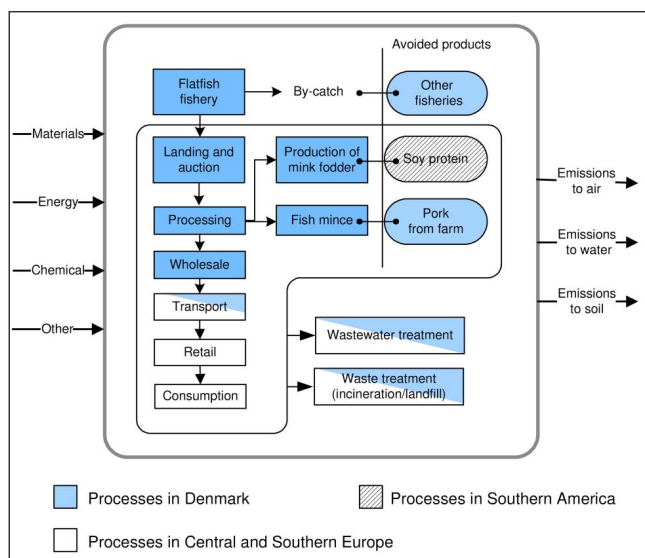 Avoided products
Flatfish
fishery
By-catch
Other
fisheries
Materials
Landing and
auction
Production of
mink fodder
Soy protein
Energy
Processing
Fish mince
Pork
from farm
Wholesale
Chemical
Transport
Other
Retail
Consumption
Wastewater treatment
Waste treatment
(incineration/landfill)
Emissions
to air
Emissions
to water
Emissions
to soil
Processes in Denmark
Processes in Southern America
Processes in Central and Southern Europe